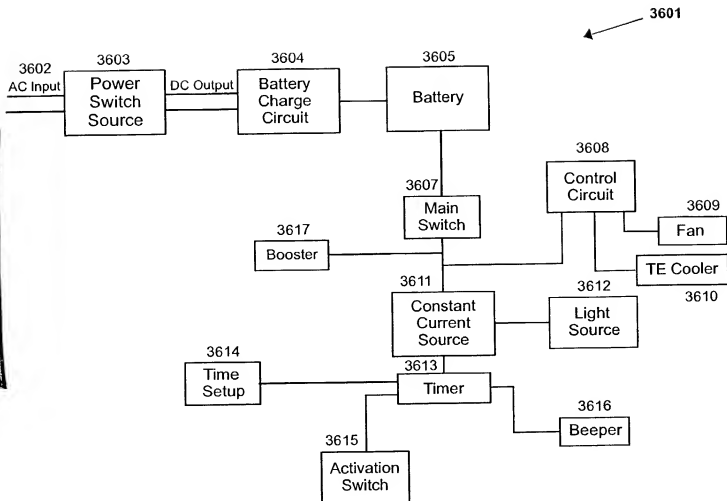 3601
3602
AC Input
3603
Power
Switch
Source
DC Output
3604
Battery
Charge
Circuit
3605
Battery
3607
Main
Switch
3608
Control
Circuit
3609
Fan
TE Cooler
3610
3617
Booster
3611
Constant
Current
Source
3612
Light
Source
3614
Time
Setup
3613
Timer
3616
Beeper
3615
Activation
Switch